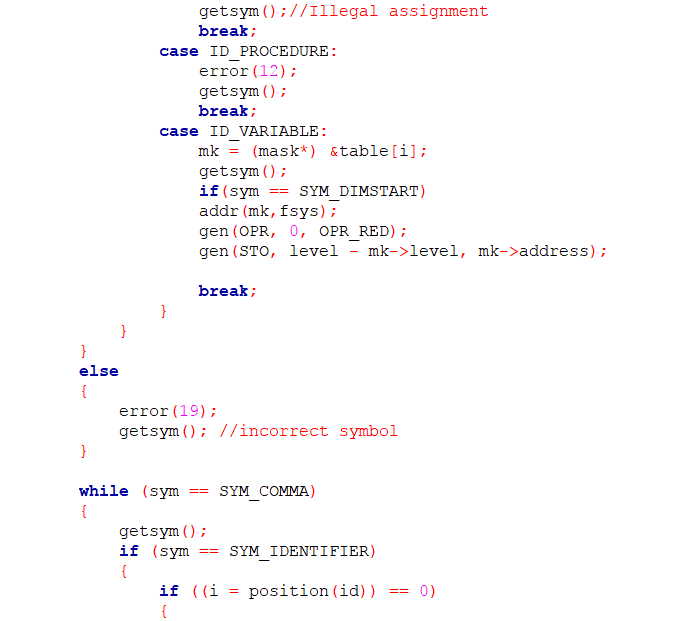 getsym();//Illegal assignment
break;
case ID_PROCEDURE:
error(12);
getsym();
break;
case ID_VARIABLE:
mk = (mask*) &table[i];
getsym();
if(sym == SYM_DIMSTART)
addr(mk,fsys);
gen(OPR, 0, OPR_RED);
gen(STO, level - mk->level, mk->address);
break;
}
}
}
else
{
error(19);
getsym(); //incorrect symbol
}
while (sym == SYM_COMMA)
{
getsym();
if (sym == SYM_IDENTIFIER)
{
if ((i = position(id)) == 0)
{